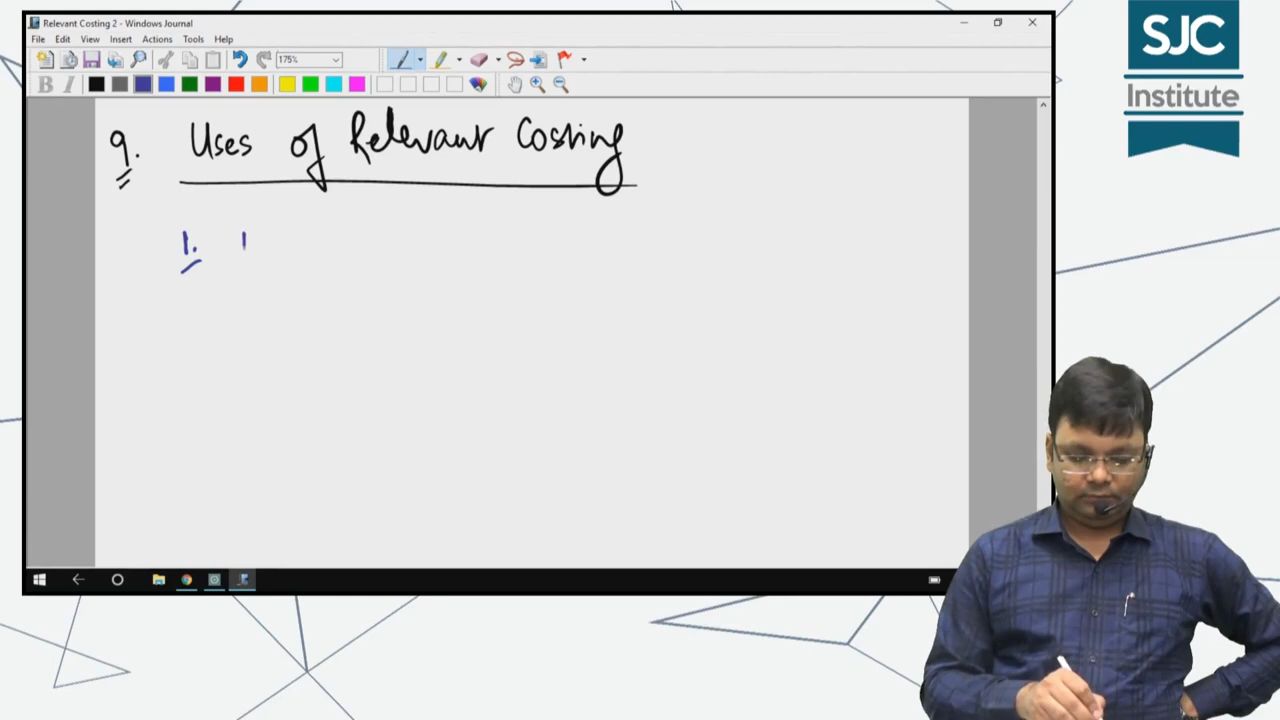 Relevant Costing 2 - Windows Journal
File Edit View Insert Actions Tools Help
175%
B I
9. Uses of Relevant Costing
1.
SJC
Institute